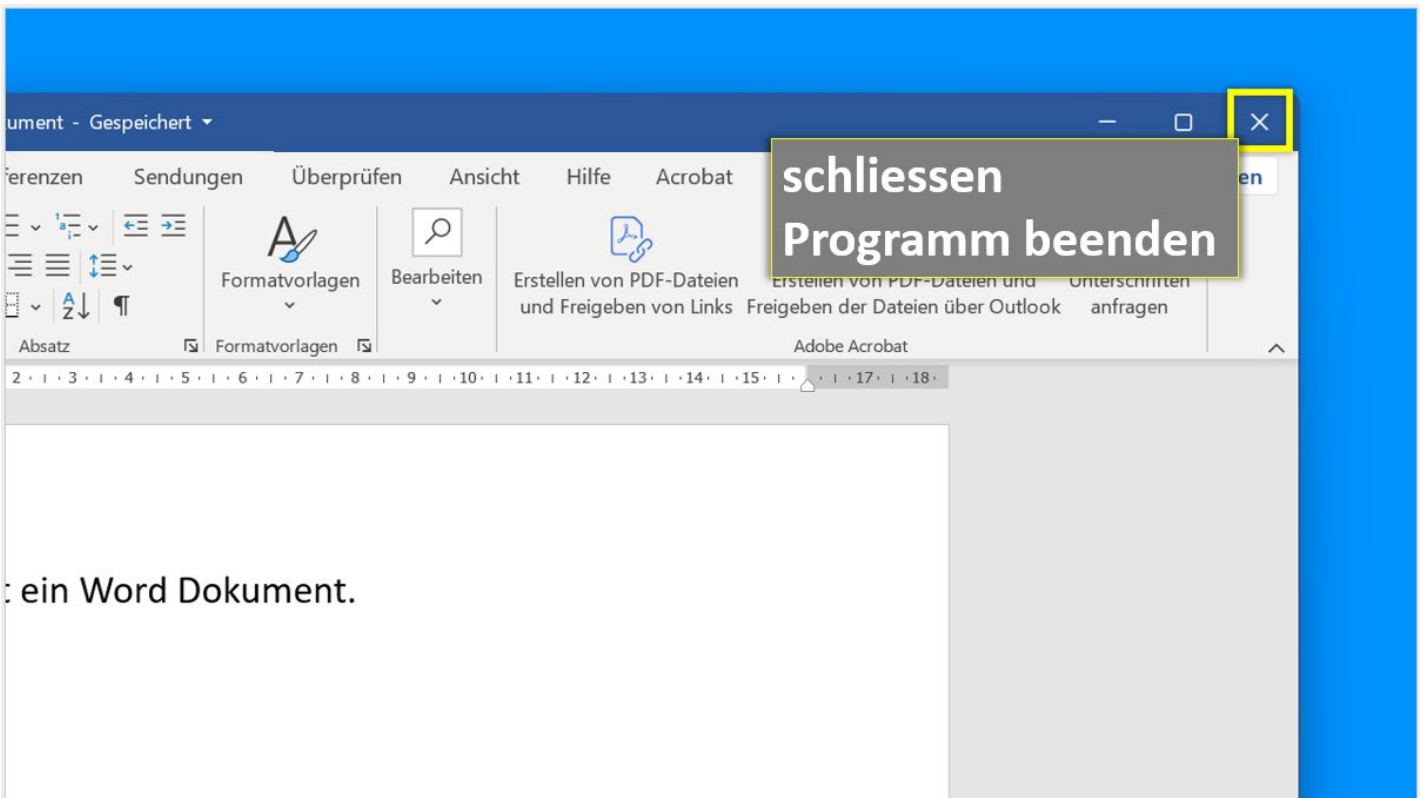 ument - Gespeichert
ferenzen Sendungen Überprüfen Ansicht Hilfe Acrobat en
schliessen
Programm beenden
Formatvorlagen
Bearbeiten
Erstellen von PDF-Dateien
und Freigeben von Links
Erstellen von PDF-Dateien und
Freigeben der Dateien über Outlook
Unterschriften
anfragen
Absatz Formatvorlagen Adobe Acrobat
2 3 4 5 6 7 8 9 10 11 12 13 14 15 17 18
ein Word Dokument.